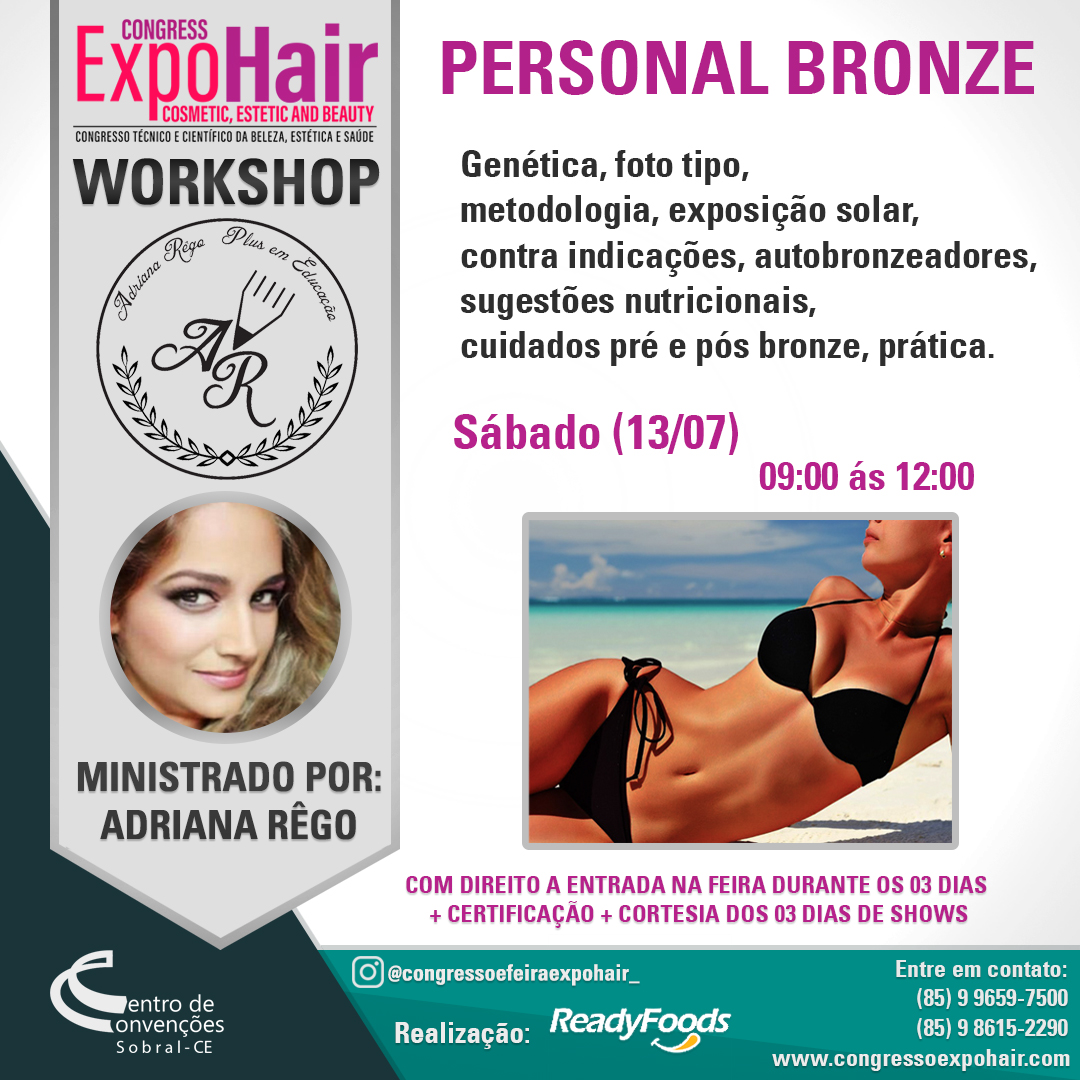 CONGRESS
ExpoHair
COSMETIC, ESTETIC AND BEAUTY
CONGRESSO TÉCNICO E CIENTÍFICO DA BELEZA, ESTÉTICA E SAÚDE
WORKSHOP
Adriana Rêgo Plus em Educação
AR
MINISTRADO POR:
ADRIANA RÊGO
PERSONAL BRONZE
Genética, foto tipo,
metodologia, exposição solar,
contra indicações, autobronzeadores,
sugestões nutricionais,
cuidados pré e pós bronze, prática.
Sábado (13/07)
09:00 ás 12:00
COM DIREITO A ENTRADA NA FEIRA DURANTE OS 03 DIAS
+ CERTIFICAÇÃO + CORTESIA DOS 03 DIAS DE SHOWS
Centro de
Convenções
Sobral-CE
@congressoefeiraexpohair_
Realização: ReadyFoods
Entre em contato:
(85) 9 9659-7500
(85) 9 8615-2290
www.congressoexpohair.com